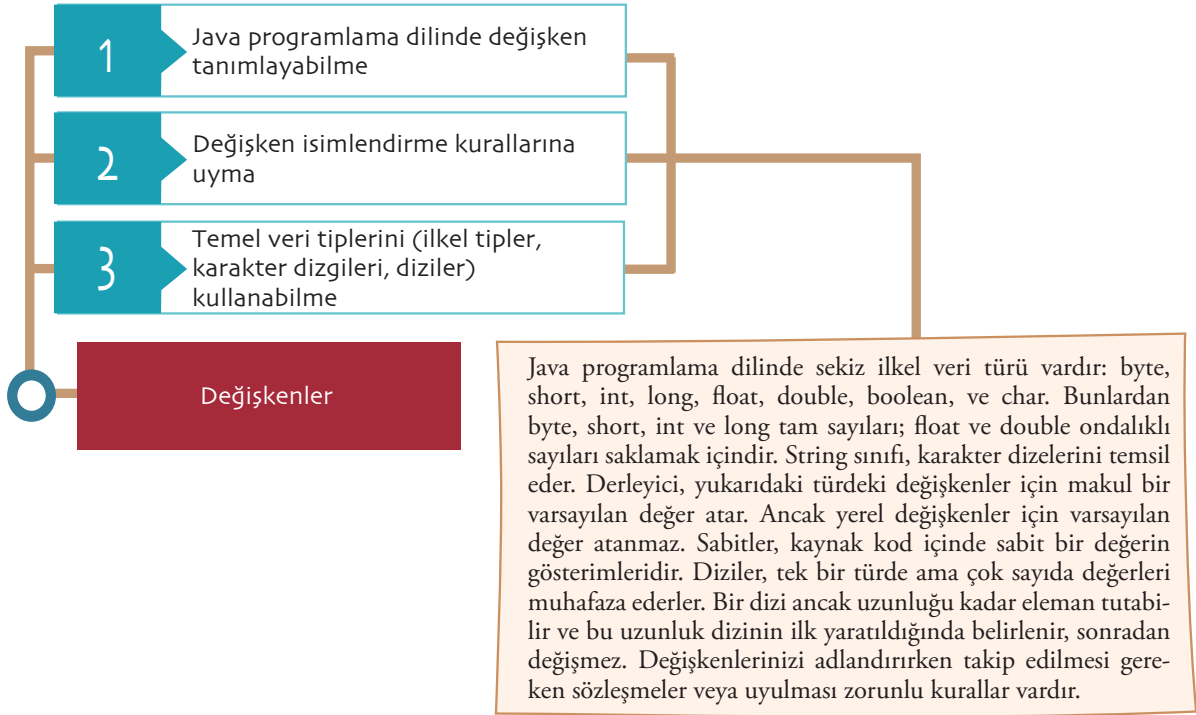 1
Java programlama dilinde değişken
tanımlayabilme
2
Değişken isimlendirme kurallarına
uyma
3
Temel veri tiplerini (ilkel tipler,
karakter dizgileri, diziler)
kullanabilme
Değişkenler
Java programlama dilinde sekiz ilkel veri türü vardır: byte,
short, int, long, float, double, boolean, ve char. Bunlardan
byte, short, int ve long tam sayıları; float ve double ondalıklı
sayıları saklamak içindir. String sınıfı, karakter dizelerini temsil
eder. Derleyici, yukarıdaki türdeki değişkenler için makul bir
varsayılan değer atar. Ancak yerel değişkenler için varsayılan
değer atanmaz. Sabitler, kaynak kod içinde sabit bir değerin
gösterimleridir. Diziler, tek bir türde ama çok sayıda değerleri
muhafaza ederler. Bir dizi ancak uzunluğu kadar eleman tutabi-
lir ve bu uzunluk dizinin ilk yaratıldığında belirlenir, sonradan
değişmez. Değişkenlerinizi adlandırırken takip edilmesi gere-
ken sözleşmeler veya uyulması zorunlu kurallar vardır.